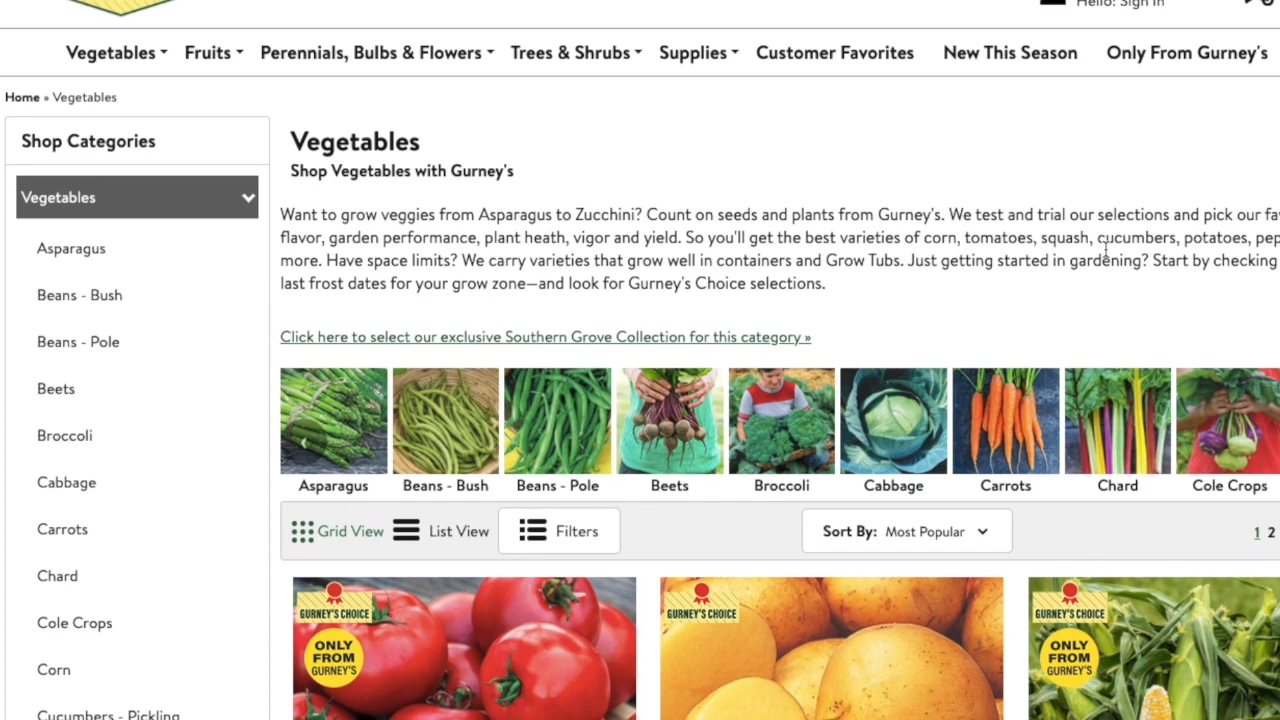 Hello! Sign In
Vegetables Fruits Perennials, Bulbs & Flowers Trees & Shrubs Supplies Customer Favorites New This Season Only From Gurney's
Home » Vegetables
Shop Categories
Vegetables
Asparagus
Beans - Bush
Beans - Pole
Beets
Broccoli
Cabbage
Carrots
Chard
Cole Crops
Corn
Cucumbers - Pickling
Vegetables
Shop Vegetables with Gurney's
Want to grow veggies from Asparagus to Zucchini? Count on seeds and plants from Gurney's. We test and trial our selections and pick our fa
flavor, garden performance, plant heath, vigor and yield. So you'll get the best varieties of corn, tomatoes, squash, cucumbers, potatoes, pep
more. Have space limits? We carry varieties that grow well in containers and Grow Tubs. Just getting started in gardening? Start by checking
last frost dates for your grow zone—and look for Gurney's Choice selections.
Click here to select our exclusive Southern Grove Collection for this category »
Asparagus Beans - Bush Beans - Pole Beets Broccoli Cabbage Carrots Chard Cole Crops
Grid View List View Filters Sort By: Most Popular 1 2
GURNEY'S CHOICE
ONLY
FROM
GURNEY'S
GURNEY'S CHOICE
GURNEY'S CHOICE
ONLY
FROM
GURNEY'S